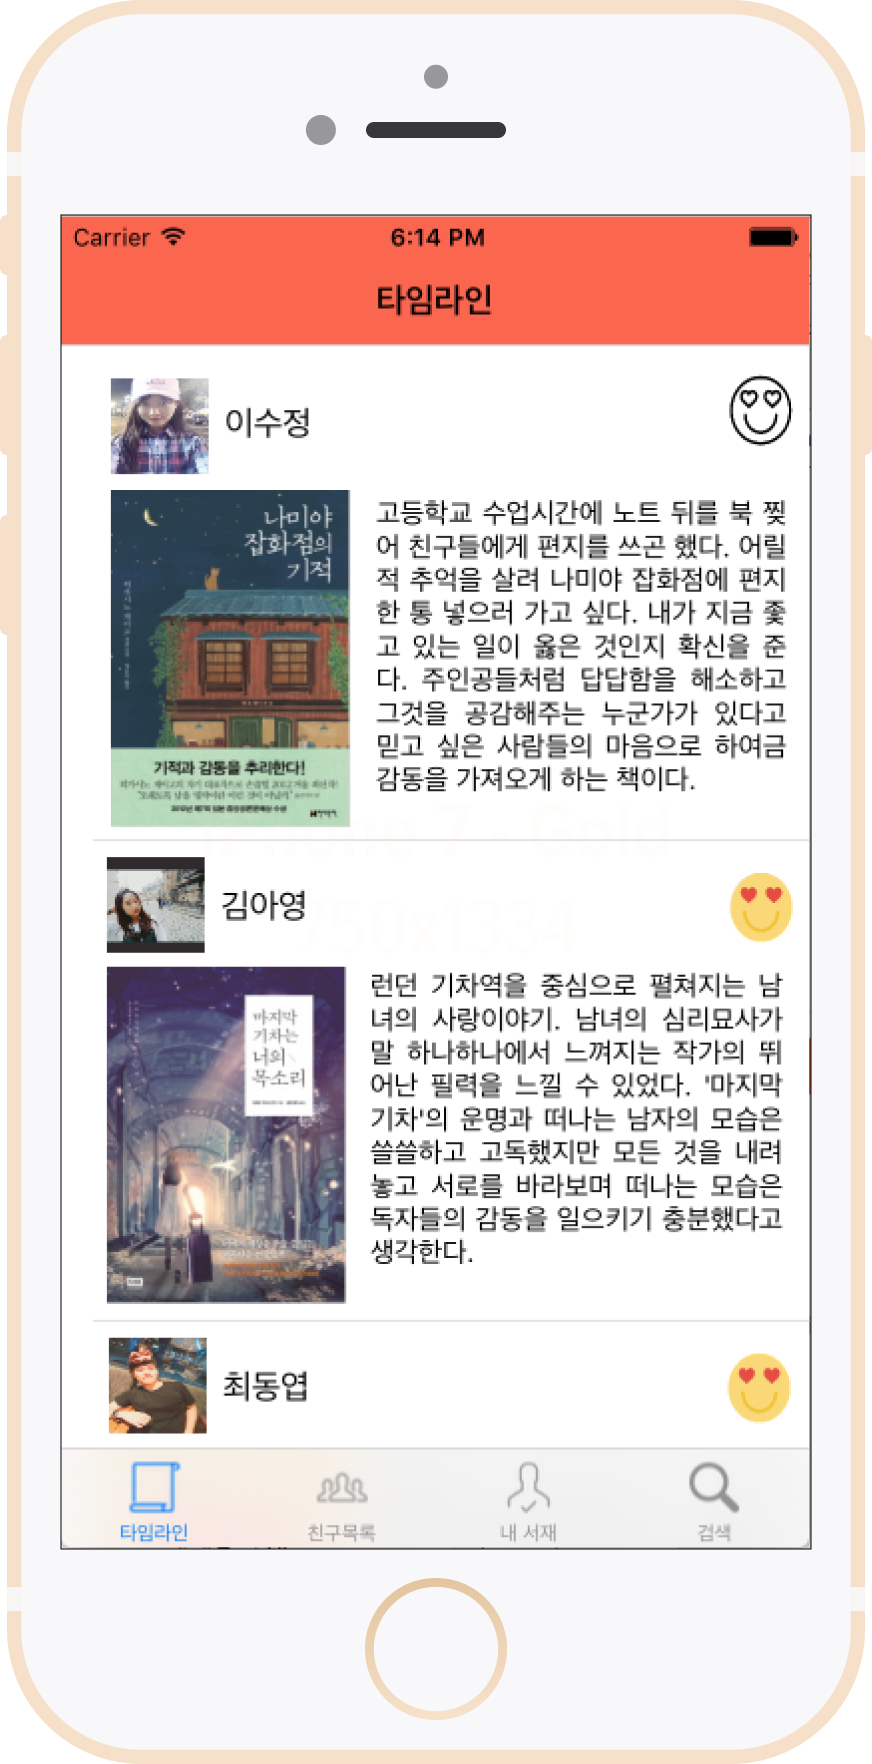 Carrier
6:14 PM
타임라인
이수정
나미야
잡화점의
기적
기적과 감동을 추리한다!
고등학교 수업시간에 노트 뒤를 북 찢
어 친구들에게 편지를 쓰곤 했다. 어릴
적 추억을 살려 나미야 잡화점에 편지
한 통 넣으러 가고 싶다. 내가 지금 좇
고 있는 일이 옳은 것인지 확신을 준
다. 주인공들처럼 답답함을 해소하고
그것을 공감해주는 누군가가 있다고
믿고 싶은 사람들의 마음으로 하여금
감동을 가져오게 하는 책이다.
7 - Gold
750x1334
김아영
마지막
기차는
너의
목소리
런던 기차역을 중심으로 펼쳐지는 남
녀의 사랑이야기. 남녀의 심리묘사가
말 하나하나에서 느껴지는 작가의 뛰
어난 필력을 느낄 수 있었다. '마지막
기차'의 운명과 떠나는 남자의 모습은
쓸쓸하고 고독했지만 모든 것을 내려
놓고 서로를 바라보며 떠나는 모습은
독자들의 감동을 일으키기 충분했다고
생각한다.
최동엽
타임라인
친구목록
내 서재
검색